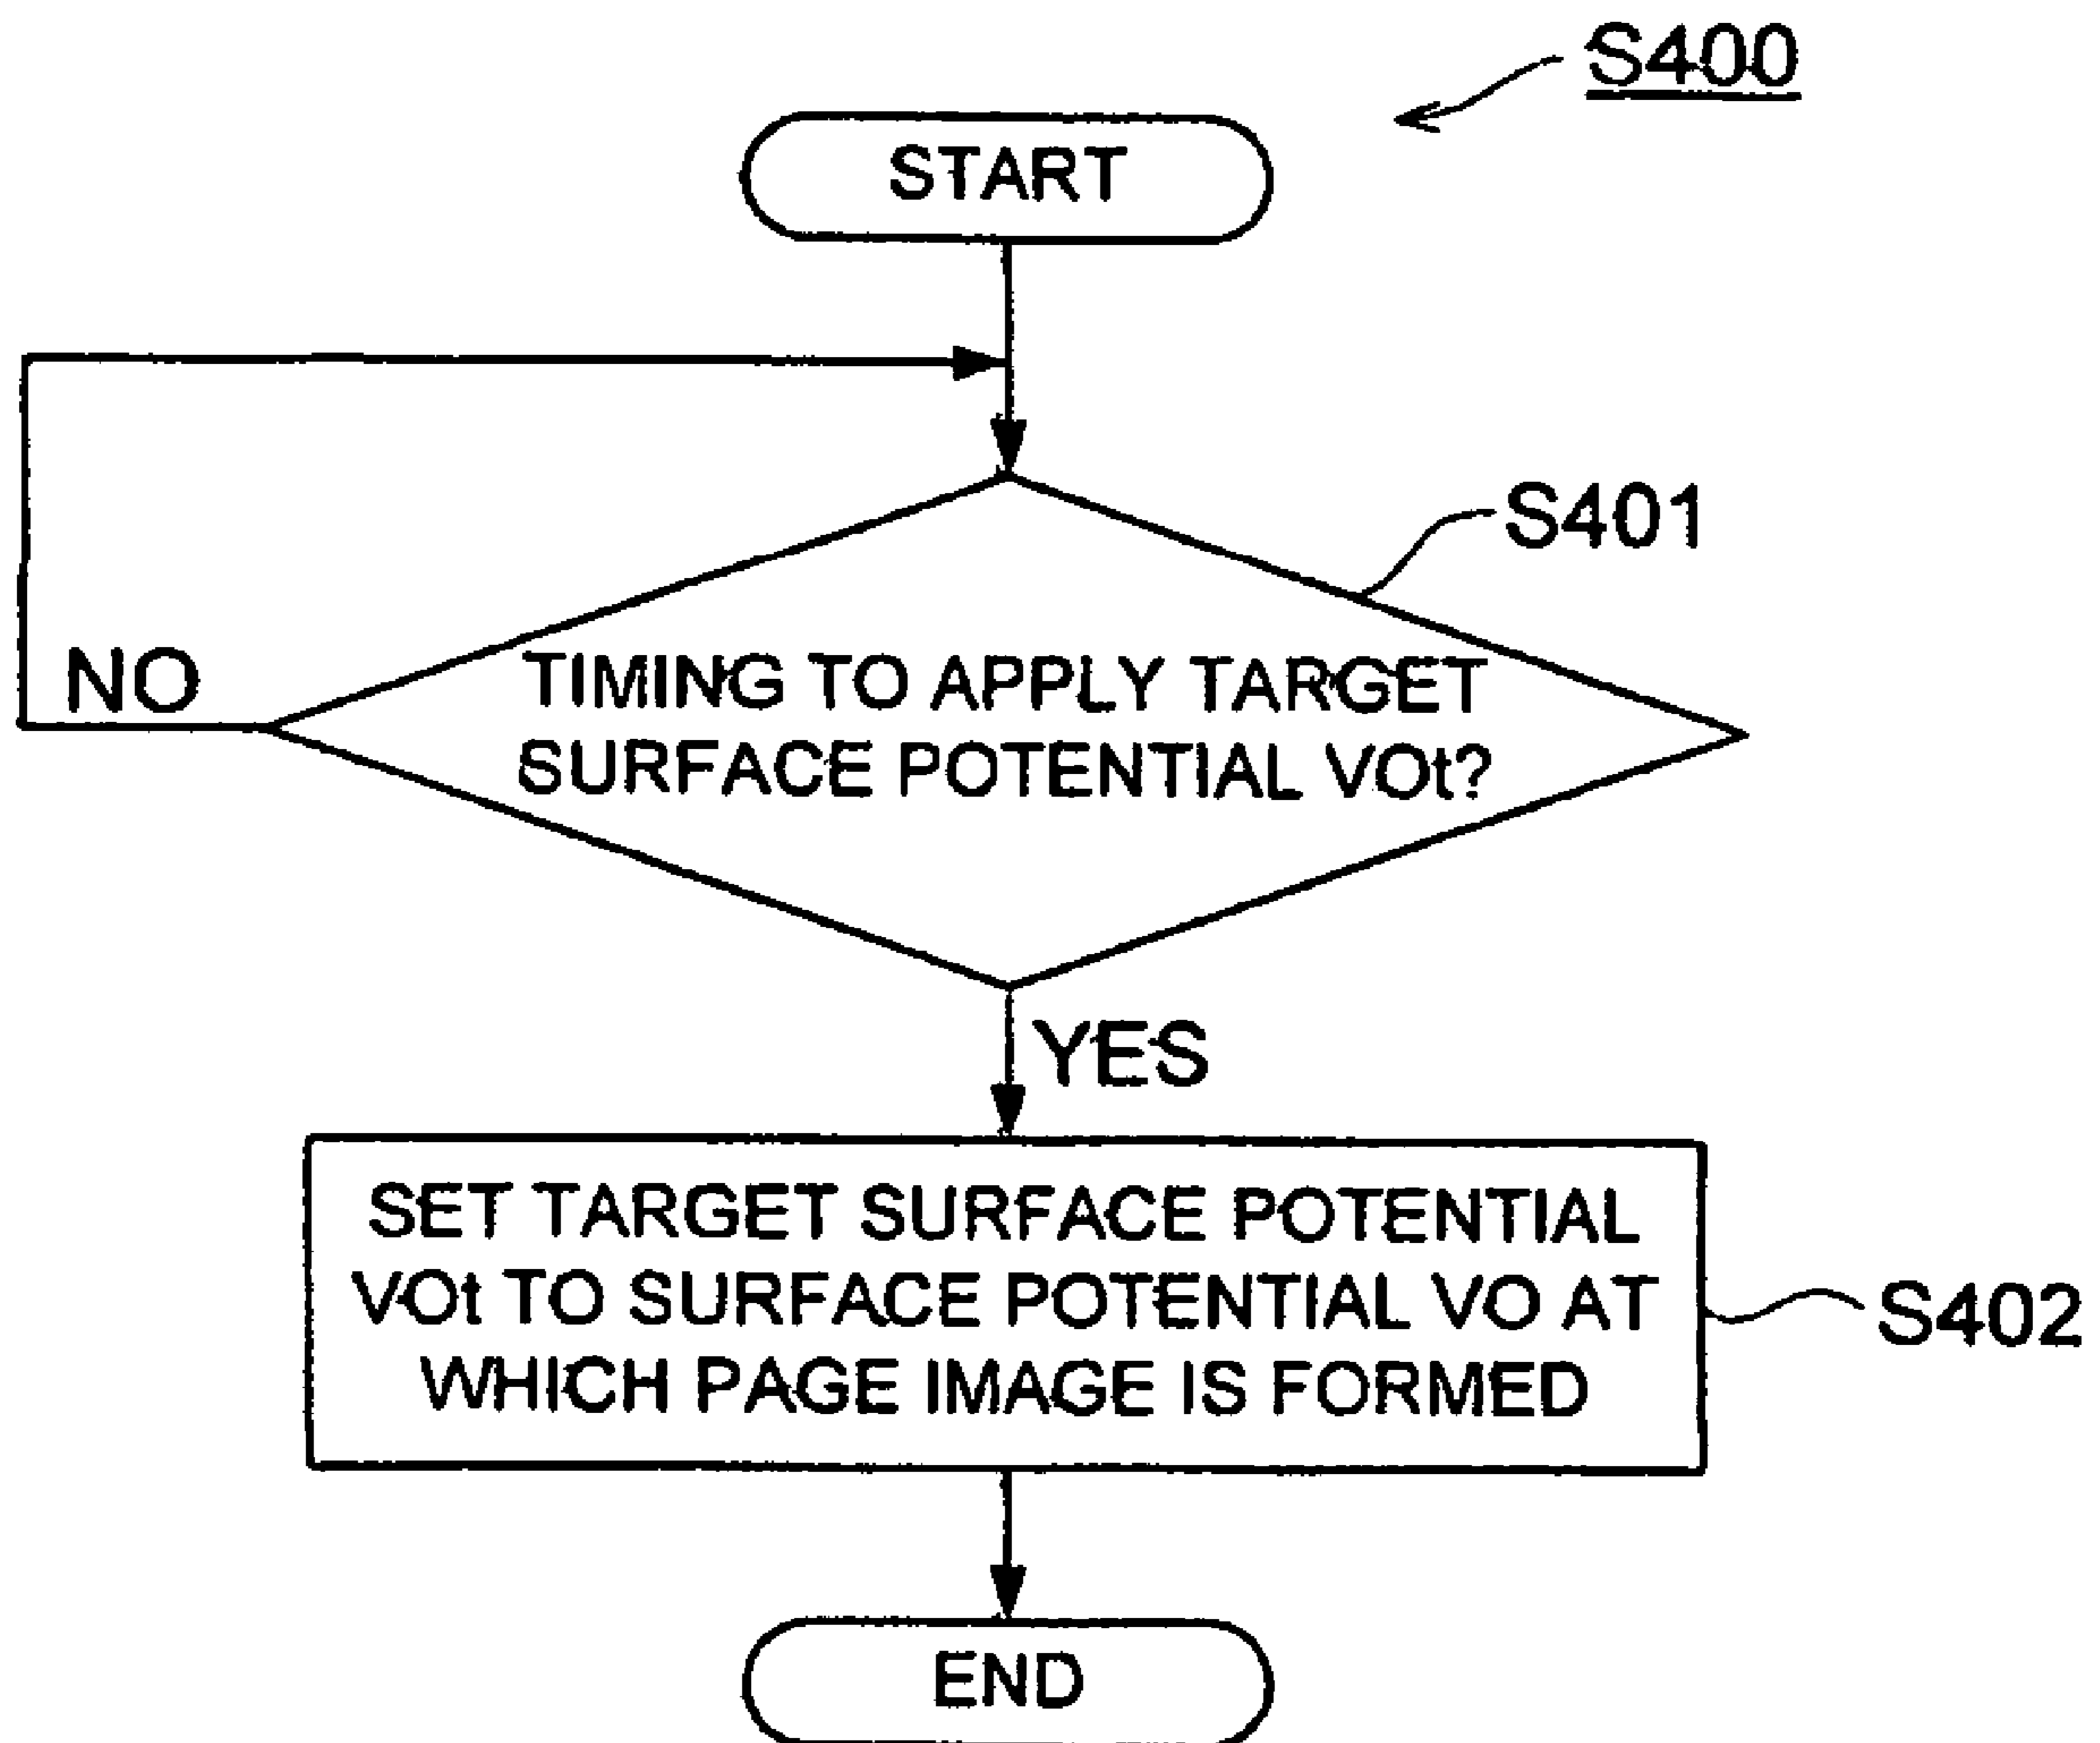 S400
START
S401
NO
TIMING TO APPLY TARGET
SURFACE POTENTIAL VOt?
YES
SET TARGET SURFACE POTENTIAL
VOt TO SURFACE POTENTIAL VO AT
WHICH PAGE IMAGE IS FORMED
S402
END